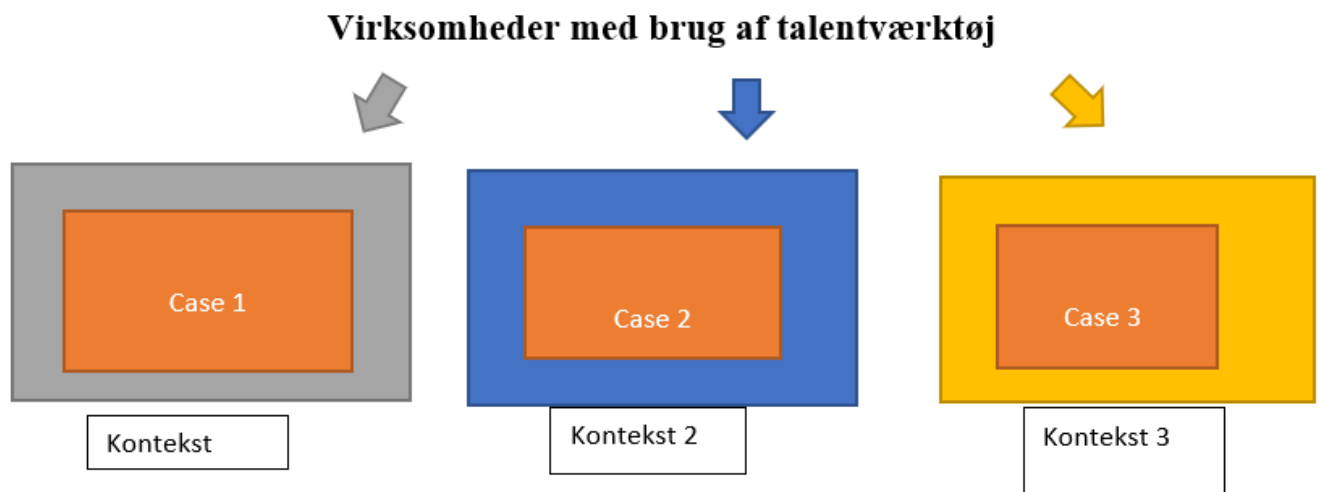 Virksomheder med brug af talentværktøj
Case 1
Case 2
Case 3
Kontekst
Kontekst 2
Kontekst 3